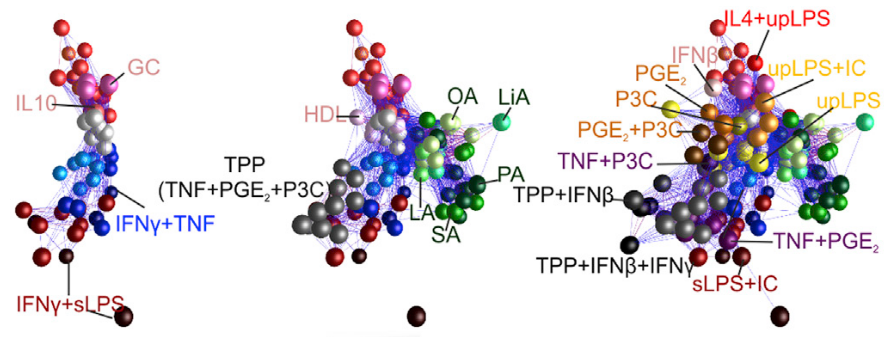 GC
IL10
IFNγ+TNF
IFNγ+sLPS
HDL
OA
LiA
TPP
(TNF+PGE₂+P3C)
PA
LA
SA
IL4+upLPS
IFNβ
PGE₂
upLPS+IC
P3C
upLPS
PGE₂+P3C
TNF+P3C
TPP+IFNβ
TNF+PGE₂
TPP+IFNβ+IFNγ
sLPS+IC